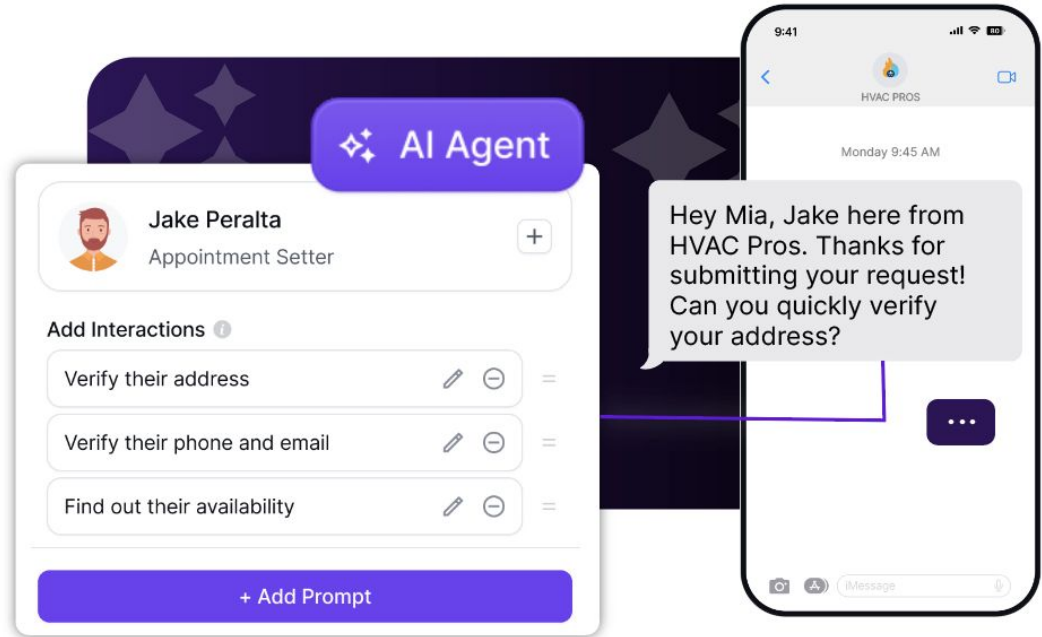 AI Agent
Jake Peralta
Appointment Setter
+
Add Interactions
Verify their address
Verify their phone and email
Find out their availability
+ Add Prompt
9:41
80
HVAC PROS
Monday 9:45 AM
Hey Mia, Jake here from
HVAC Pros. Thanks for
submitting your request!
Can you quickly verify
your address?
•••
iMessage